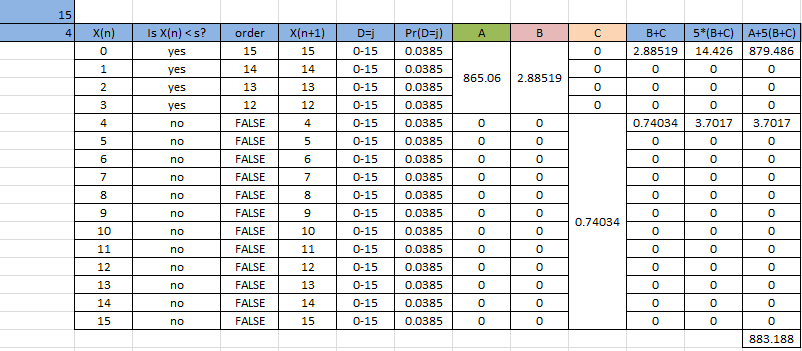 15
4 X(n) Is X(n) < s? order X(n+1) D=j Pr(D=j) A B C B+C 5*(B+C) A+5(B+C)
0 yes 15 15 0-15 0.0385 865.06 2.88519 0 2.88519 14.426 879.486
1 yes 14 14 0-15 0.0385 0 0 0 0
2 yes 13 13 0-15 0.0385 0 0 0 0
3 yes 12 12 0-15 0.0385 0 0 0 0
4 no FALSE 4 0-15 0.0385 0 0 0.74034 0.74034 3.7017 3.7017
5 no FALSE 5 0-15 0.0385 0 0 0 0 0
6 no FALSE 6 0-15 0.0385 0 0 0 0 0
7 no FALSE 7 0-15 0.0385 0 0 0 0 0
8 no FALSE 8 0-15 0.0385 0 0 0 0 0
9 no FALSE 9 0-15 0.0385 0 0 0 0 0
10 no FALSE 10 0-15 0.0385 0 0 0 0 0
11 no FALSE 11 0-15 0.0385 0 0 0 0 0
12 no FALSE 12 0-15 0.0385 0 0 0 0 0
13 no FALSE 13 0-15 0.0385 0 0 0 0 0
14 no FALSE 14 0-15 0.0385 0 0 0 0 0
15 no FALSE 15 0-15 0.0385 0 0 0 0 0
883.188